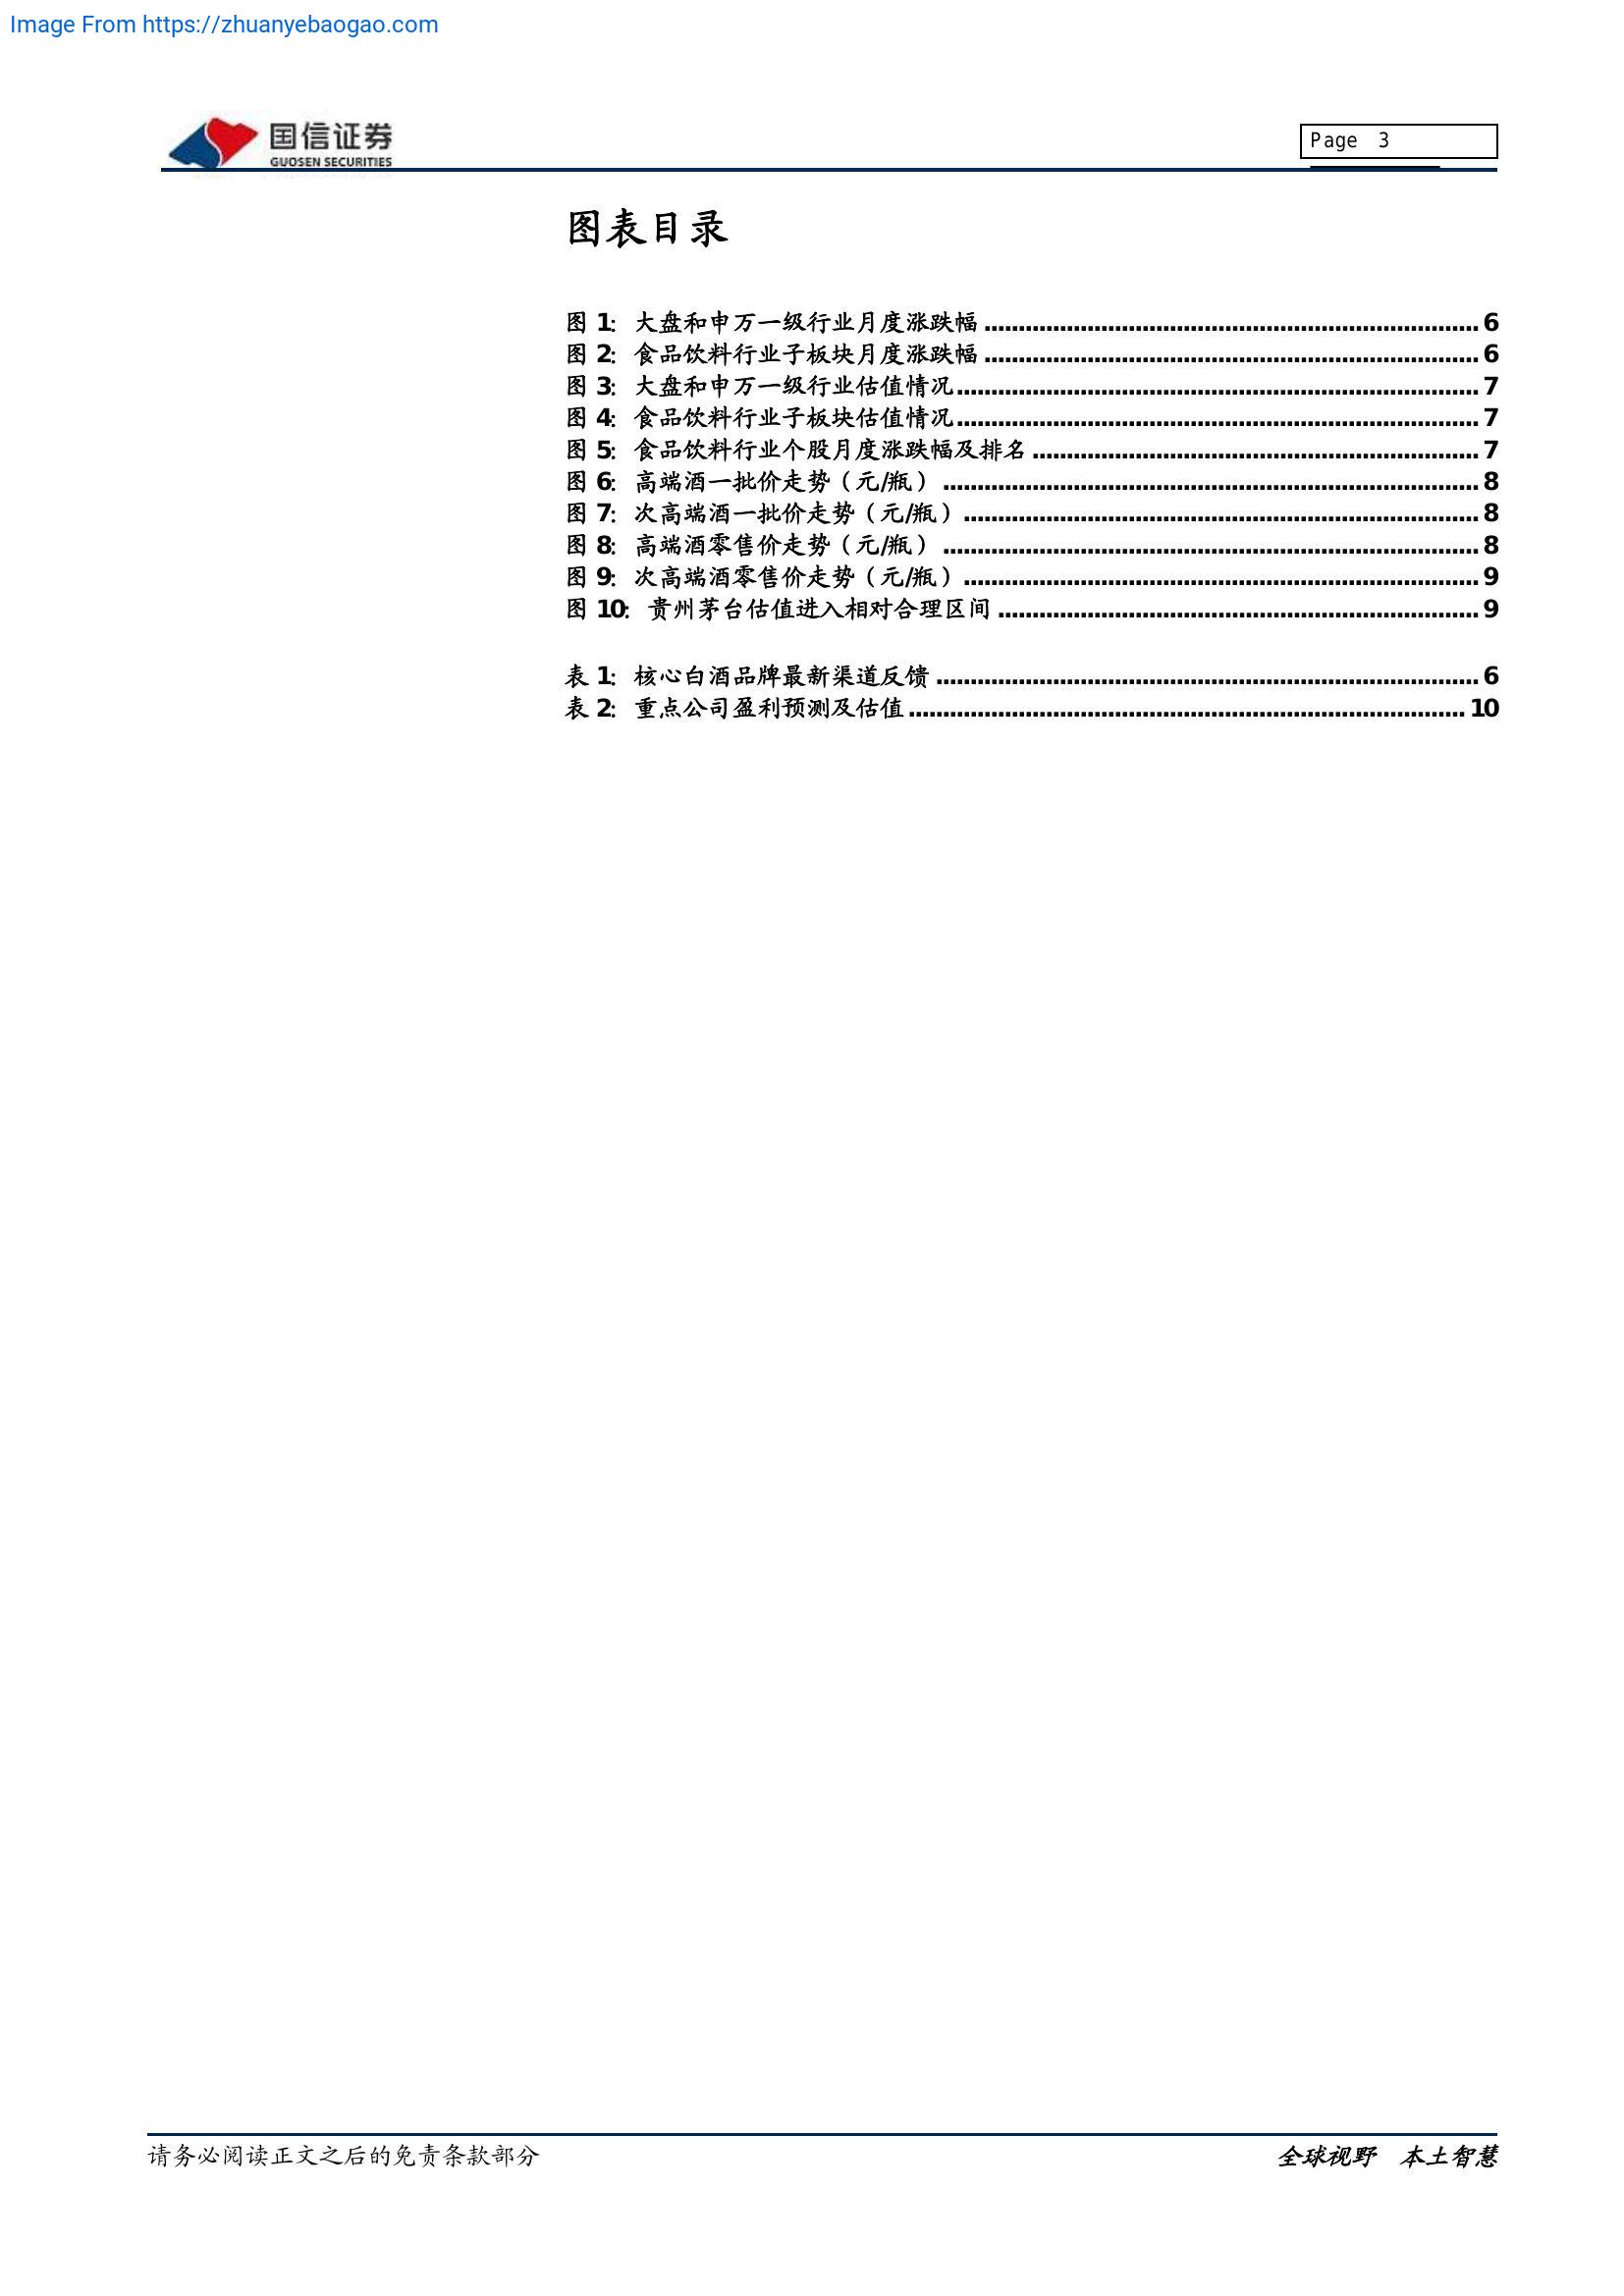 Image From https://zhuanyebaogao.com
国信证券
GUOSEN SECURITIES
Page 3
图表目录
图 1: 大盘和申万一级行业月度涨跌幅 ........................................................................ 6
图 2: 食品饮料行业子板块月度涨跌幅 ........................................................................ 6
图 3: 大盘和申万一级行业估值情况............................................................................ 7
图 4: 食品饮料行业子板块估值情况............................................................................ 7
图 5: 食品饮料行业个股月度涨跌幅及排名 ................................................................. 7
图 6: 高端酒一批价走势（元/瓶） .............................................................................. 8
图 7: 次高端酒一批价走势（元/瓶） ........................................................................... 8
图 8: 高端酒零售价走势（元/瓶） .............................................................................. 8
图 9: 次高端酒零售价走势（元/瓶） ........................................................................... 9
图 10: 贵州茅台估值进入相对合理区间 ...................................................................... 9
表 1: 核心白酒品牌最新渠道反馈 ............................................................................... 6
表 2: 重点公司盈利预测及估值 ................................................................................. 10
请务必阅读正文之后的免责条款部分
全球视野 本土智慧